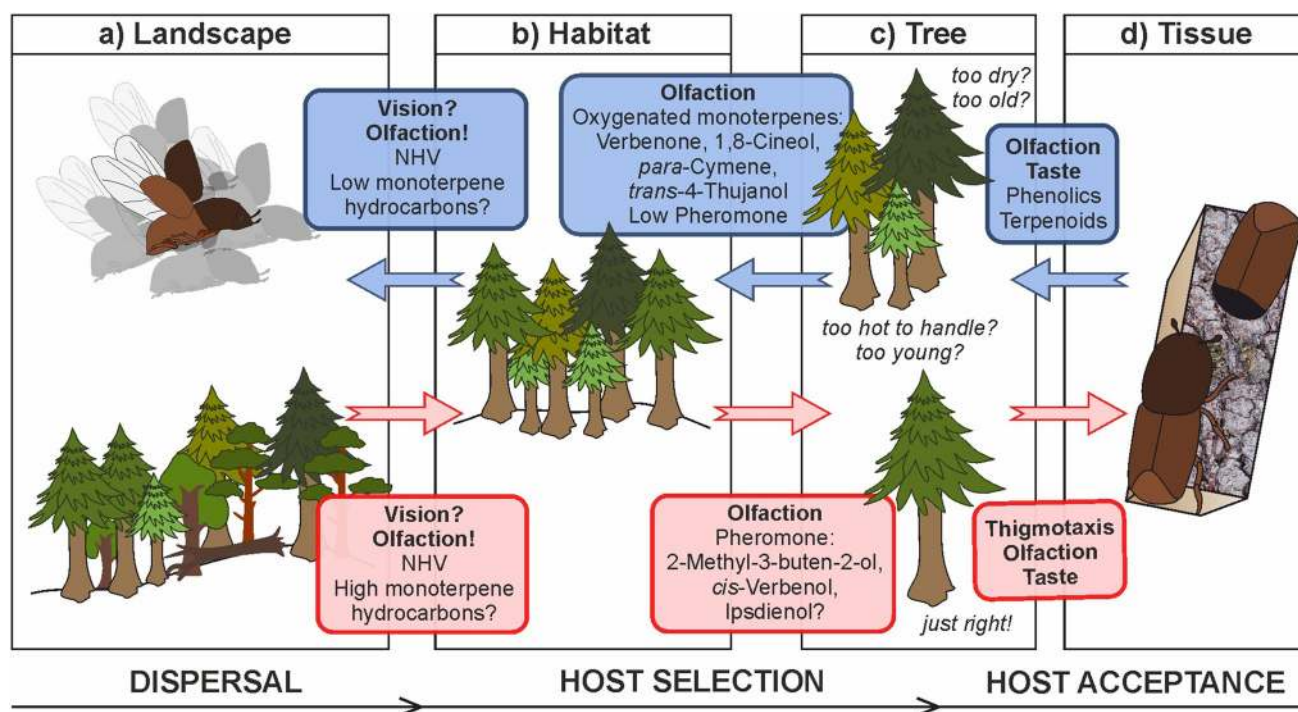 a) Landscape
b) Habitat
c) Tree
d) Tissue
Vision?
Olfaction!
NHV
Low monoterpene
hydrocarbons?
Olfaction
Oxygenated monoterpenes:
Verbenone, 1,8-Cineol,
para-Cymene,
trans-4-Thujanol
Low Pheromone
too dry?
too old?
Olfaction
Taste
Phenolics
Terpenoids
too hot to handle?
too young?
Vision?
Olfaction!
NHV
High monoterpene
hydrocarbons?
Olfaction
Pheromone:
2-Methyl-3-buten-2-ol,
cis-Verbenol,
Ipsdienol?
just right!
Thigmotaxis
Olfaction
Taste
DISPERSAL
HOST SELECTION
HOST ACCEPTANCE